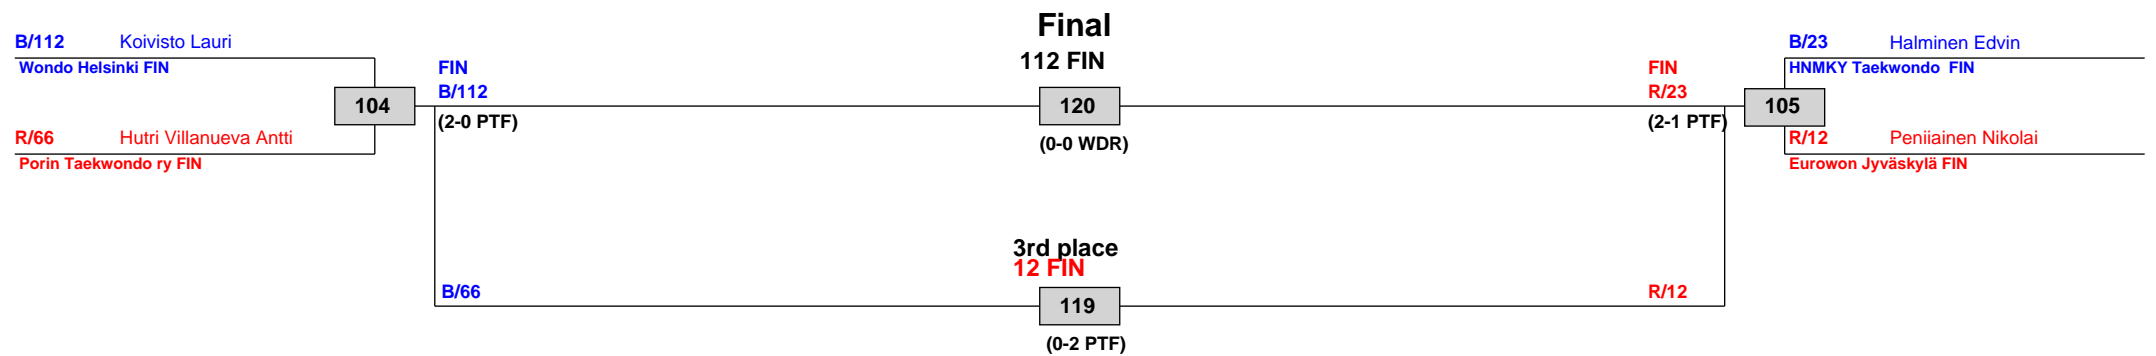 Final
112 FIN
B/112 Koivisto Lauri
Wondo Helsinki FIN
104
R/66 Hutri Villanueva Antti
Porin Taekwondo ry FIN
FIN
B/112
(2-0 PTF)
120
(0-0 WDR)
FIN
R/23
(2-1 PTF)
B/23 Halminen Edvin
HNMKY Taekwondo FIN
105
R/12 Peniiainen Nikolai
Eurowon Jyväskylä FIN
3rd place
12 FIN
B/66
119
R/12
(0-2 PTF)